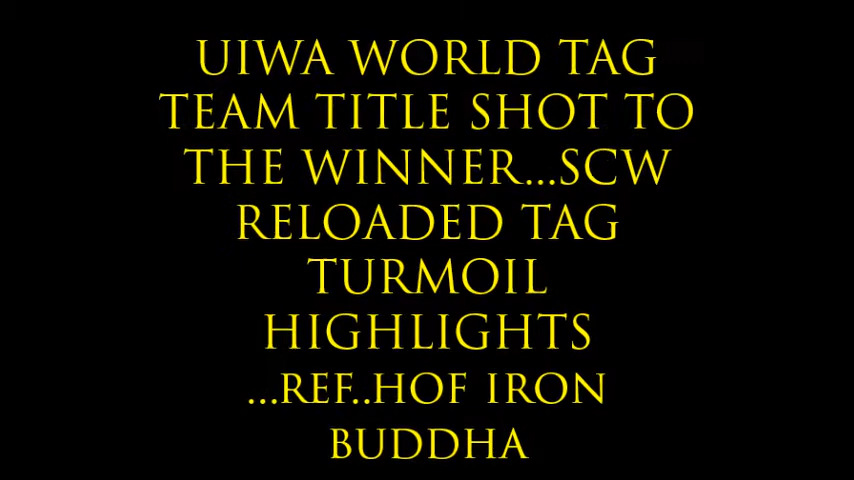 UIWA WORLD TAG
TEAM TITLE SHOT TO
THE WINNER...SCW
RELOADED TAG
TURMOIL
HIGHLIGHTS
...REF..HOF IRON
BUDDHA